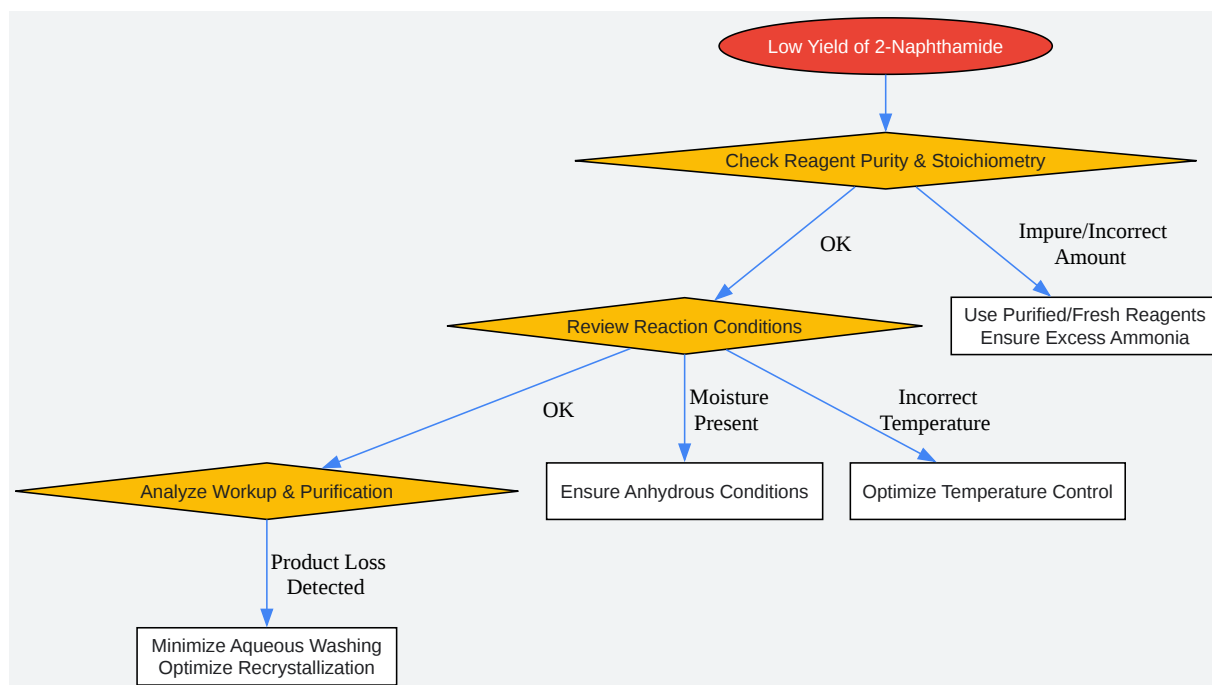 Low Yield of 2-Naphthamide
Check Reagent Purity & Stoichiometry
OK
Impure/Incorrect
Amount
Review Reaction Conditions
Use Purified/Fresh Reagents
Ensure Excess Ammonia
OK
Moisture
Present
Incorrect
Temperature
Analyze Workup & Purification
Ensure Anhydrous Conditions
Optimize Temperature Control
Product Loss
Detected
Minimize Aqueous Washing
Optimize Recrystallization